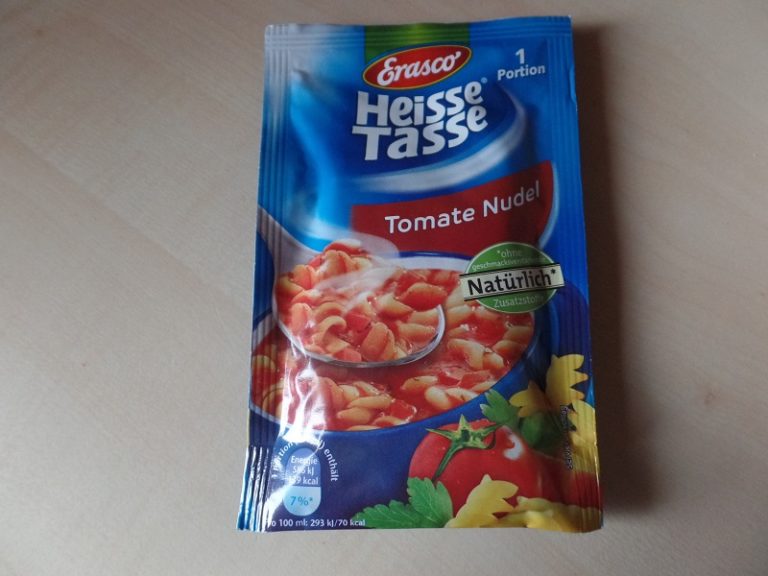 Erasco
1
Portion
Heisse®
Tasse
Tomate Nudel
*ohne
Natürlich*
Zusatzstoffe
enthält
Energie
kcal
7%*
100 ml: 293 kJ/70 kcal